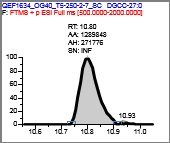 QEF1634_OG40_T5-250-2-7_SC DGCC-27:0
F: FTMS + p ESI Full ms [500.0000-2000.0000]
RT: 10.80
AA: 1289848
AH: 271776
SN: INF
100
80
60
40
20
0
10.93
10.6 10.7 10.8 10.9 11.0